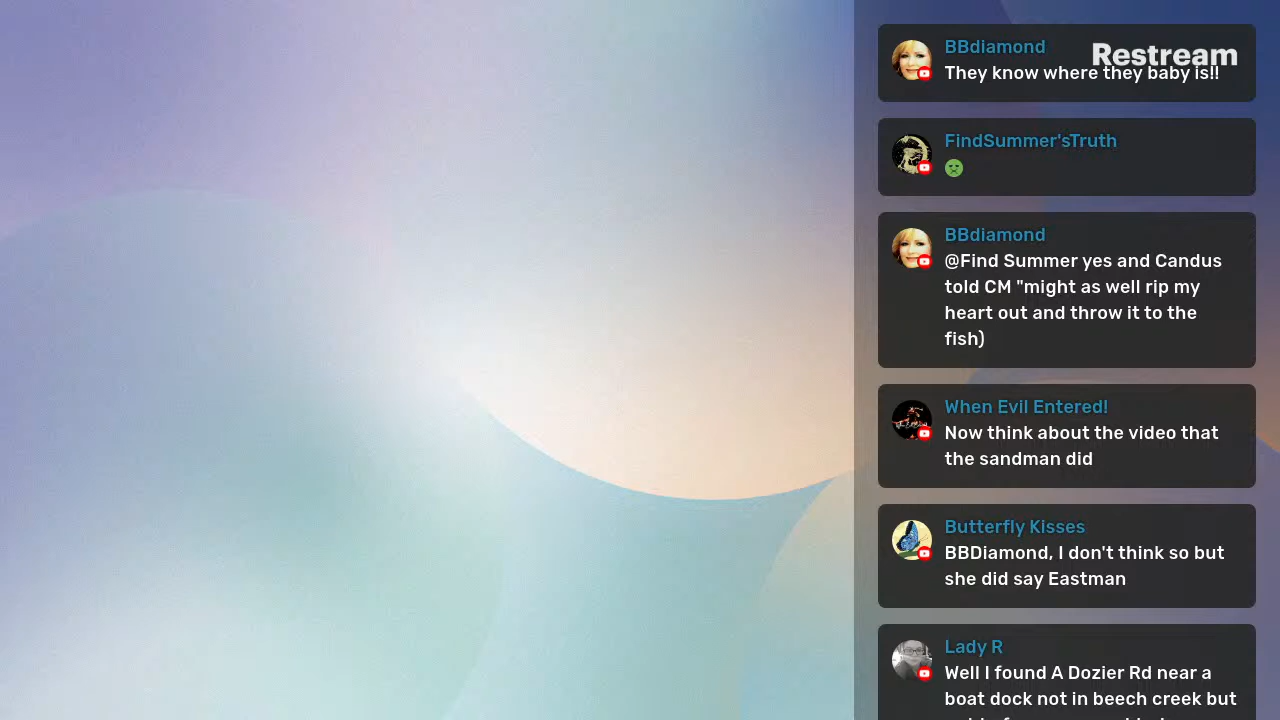 BBdiamond
Restream
They know where they baby is!!
FindSummer'sTruth
BBdiamond
@Find Summer yes and Candus
told CM "might as well rip my
heart out and throw it to the
fish)
When Evil Entered!
Now think about the video that
the sandman did
Butterfly Kisses
BBDiamond, I don't think so but
she did say Eastman
Lady R
Well I found A Dozier Rd near a
boat dock not in beech creek but